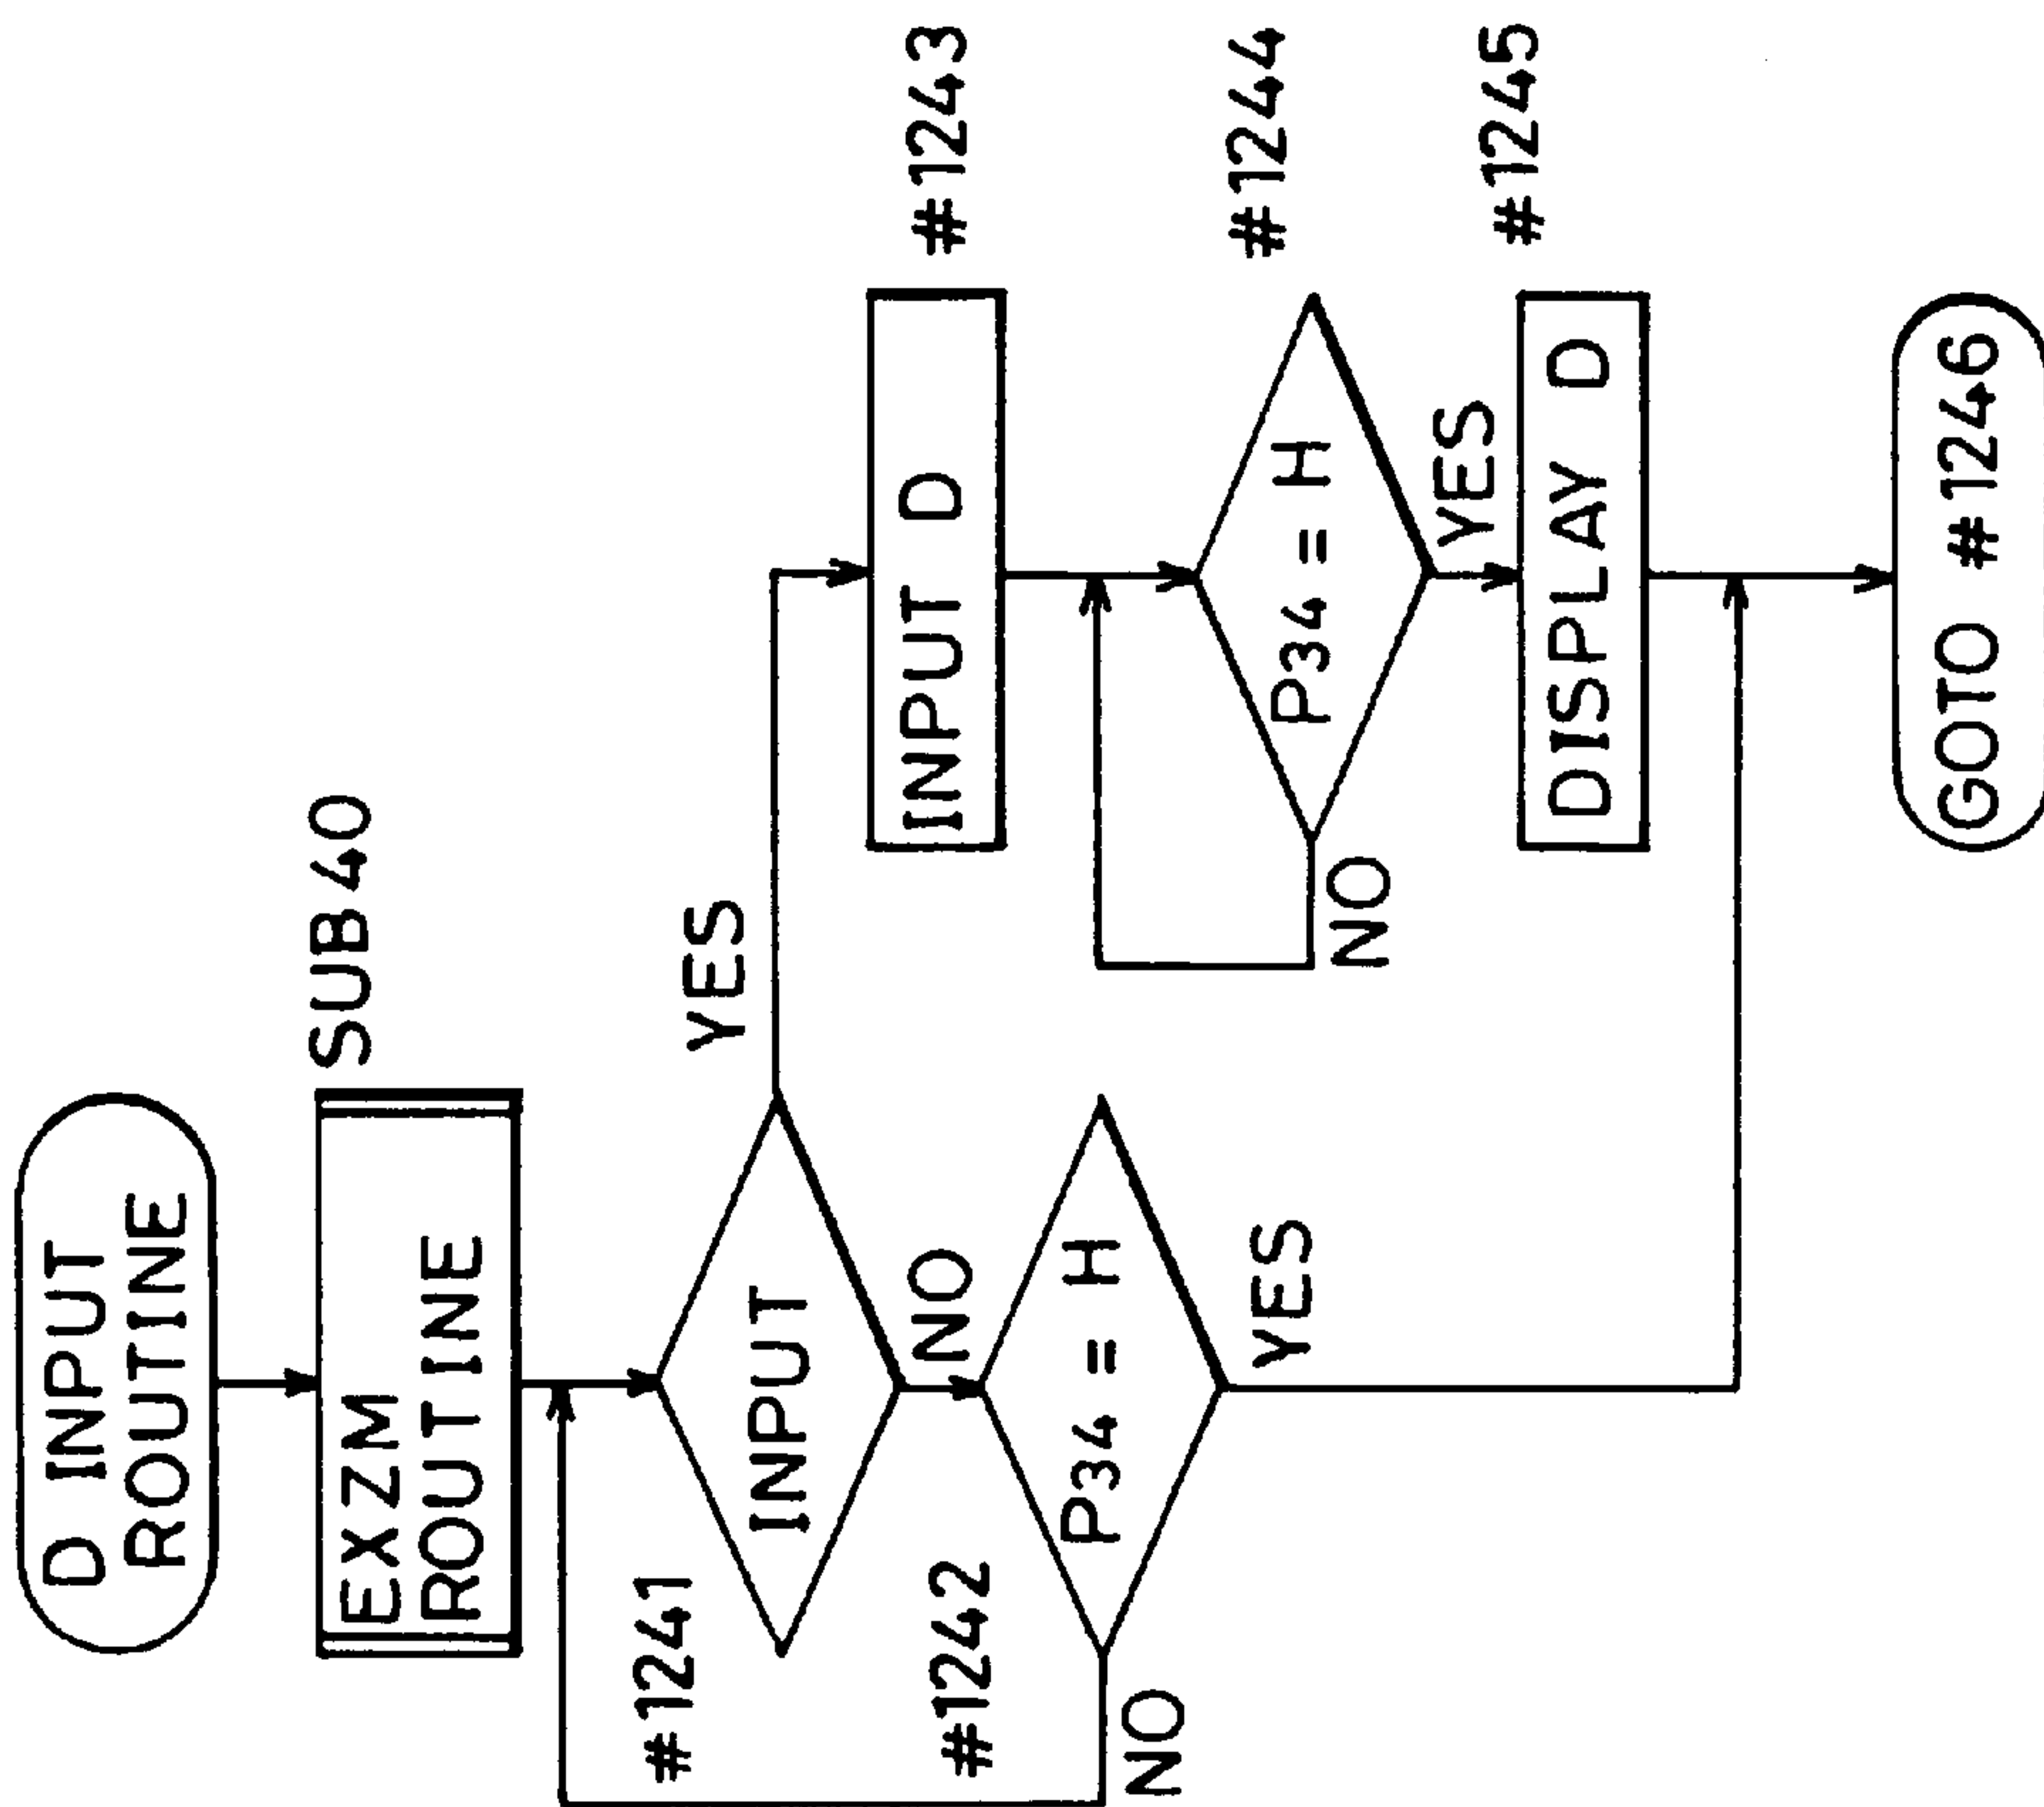 D INPUT
ROUTINE
SUB40
EXZM
ROUTINE
#1241
INPUT
YES
NO
#1242
P34 = H
NO
YES
INPUT D
#1243
P34 = H
#1244
NO
YES
DISPLAY D
#1245
GOTO #1246